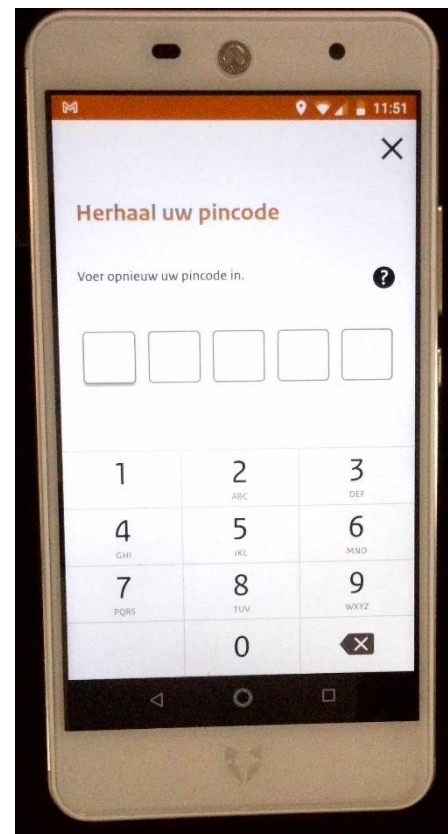 11:51
Herhaal uw pincode
Voer opnieuw uw pincode in.
?
1
2
ABC
3
DEF
4
GHI
5
JKL
6
MNO
7
PQRS
8
TUV
9
WXYZ
0